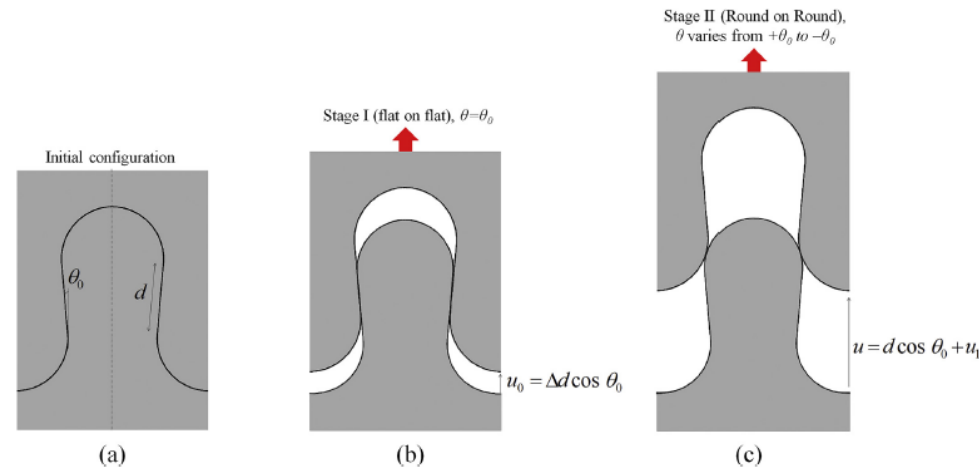 Initial configuration
θ₀
d
(a)
Stage I (flat on flat), θ=θ₀
u₀ = Δd cos θ₀
(b)
Stage II (Round on Round),
θ varies from +θ₀ to −θ₀
u = d cos θ₀ + u₁
(c)